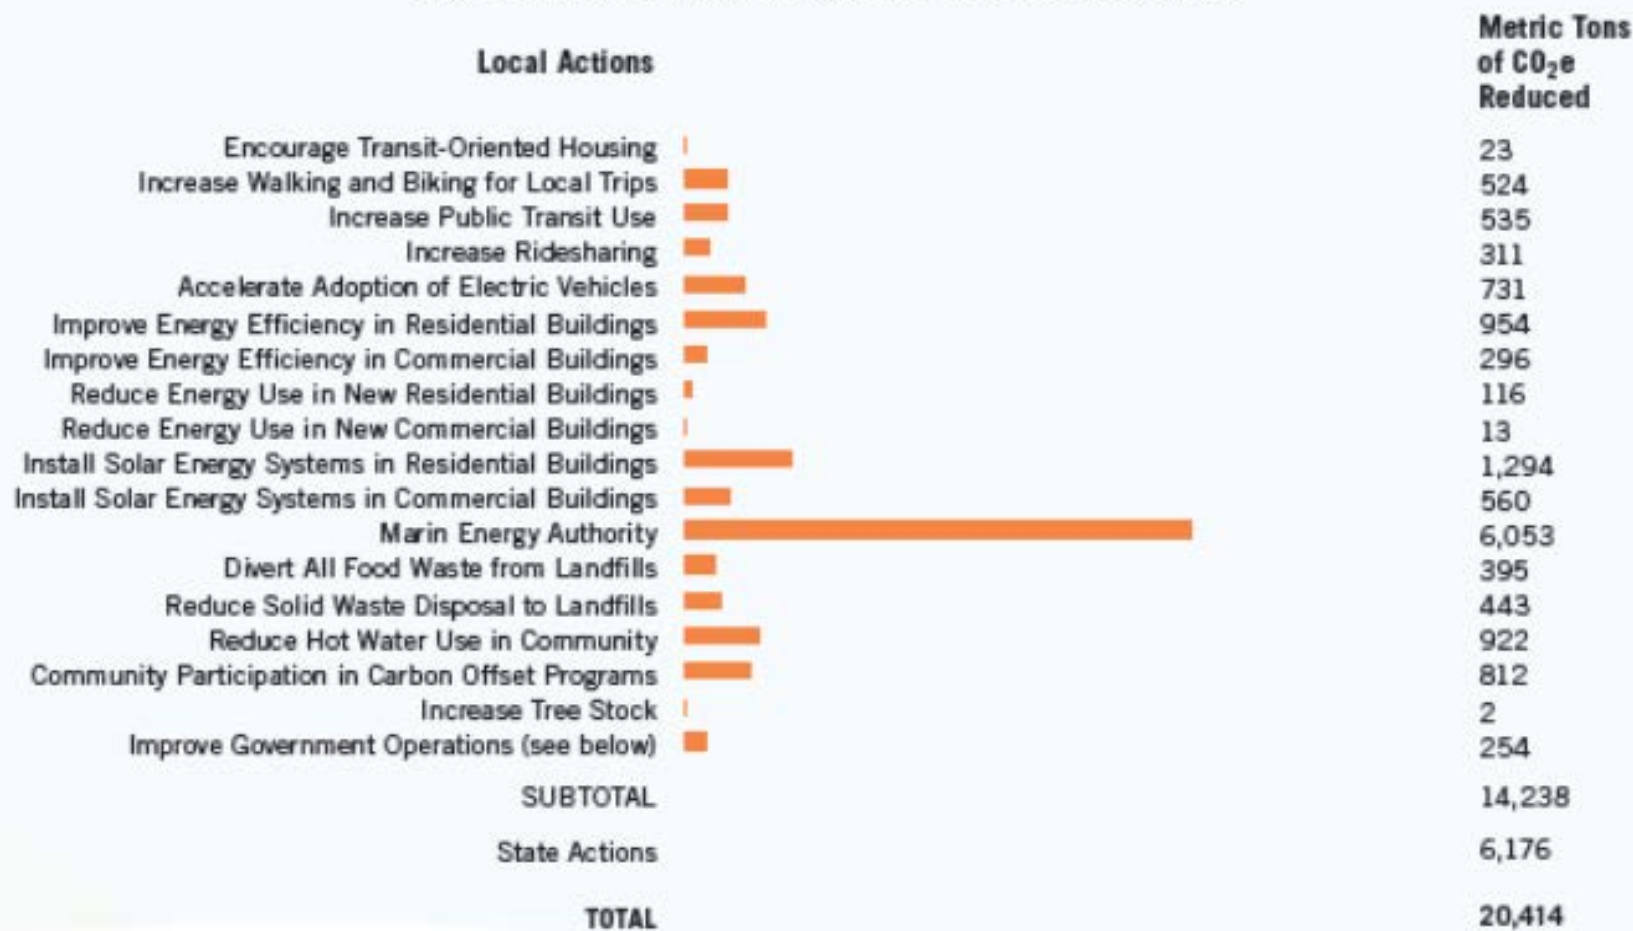 Local Actions
Metric Tons
of CO₂e
Reduced
Encourage Transit-Oriented Housing 23
Increase Walking and Biking for Local Trips 524
Increase Public Transit Use 535
Increase Ridesharing 311
Accelerate Adoption of Electric Vehicles 731
Improve Energy Efficiency in Residential Buildings 954
Improve Energy Efficiency in Commercial Buildings 296
Reduce Energy Use in New Residential Buildings 116
Reduce Energy Use in New Commercial Buildings 13
Install Solar Energy Systems in Residential Buildings 1,294
Install Solar Energy Systems in Commercial Buildings 560
Marin Energy Authority 6,053
Divert All Food Waste from Landfills 395
Reduce Solid Waste Disposal to Landfills 443
Reduce Hot Water Use in Community 922
Community Participation in Carbon Offset Programs 812
Increase Tree Stock 2
Improve Government Operations (see below) 254
SUBTOTAL 14,238
State Actions 6,176
TOTAL 20,414